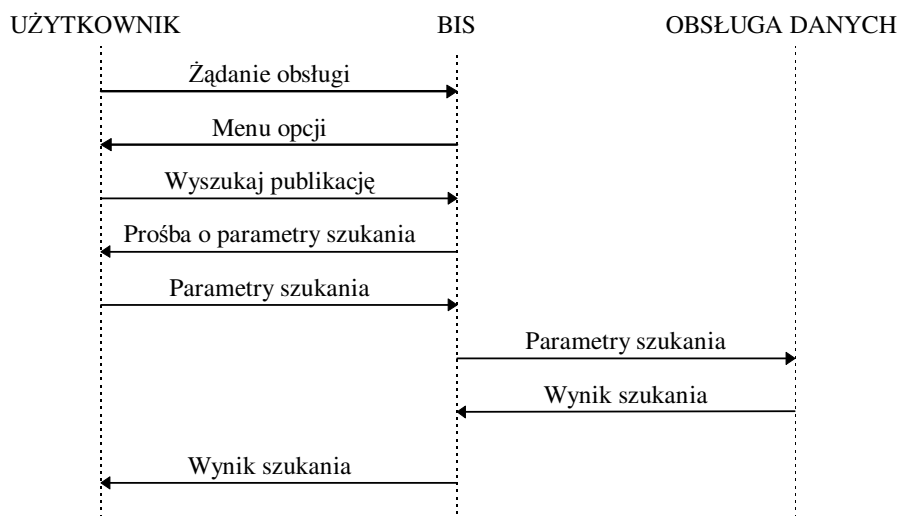 UŻYTKOWNIK BIS OBSŁUGA DANYCH
Żądanie obsługi
Menu opcji
Wyszukaj publikację
Prośba o parametry szukania
Parametry szukania
Parametry szukania
Wynik szukania
Wynik szukania